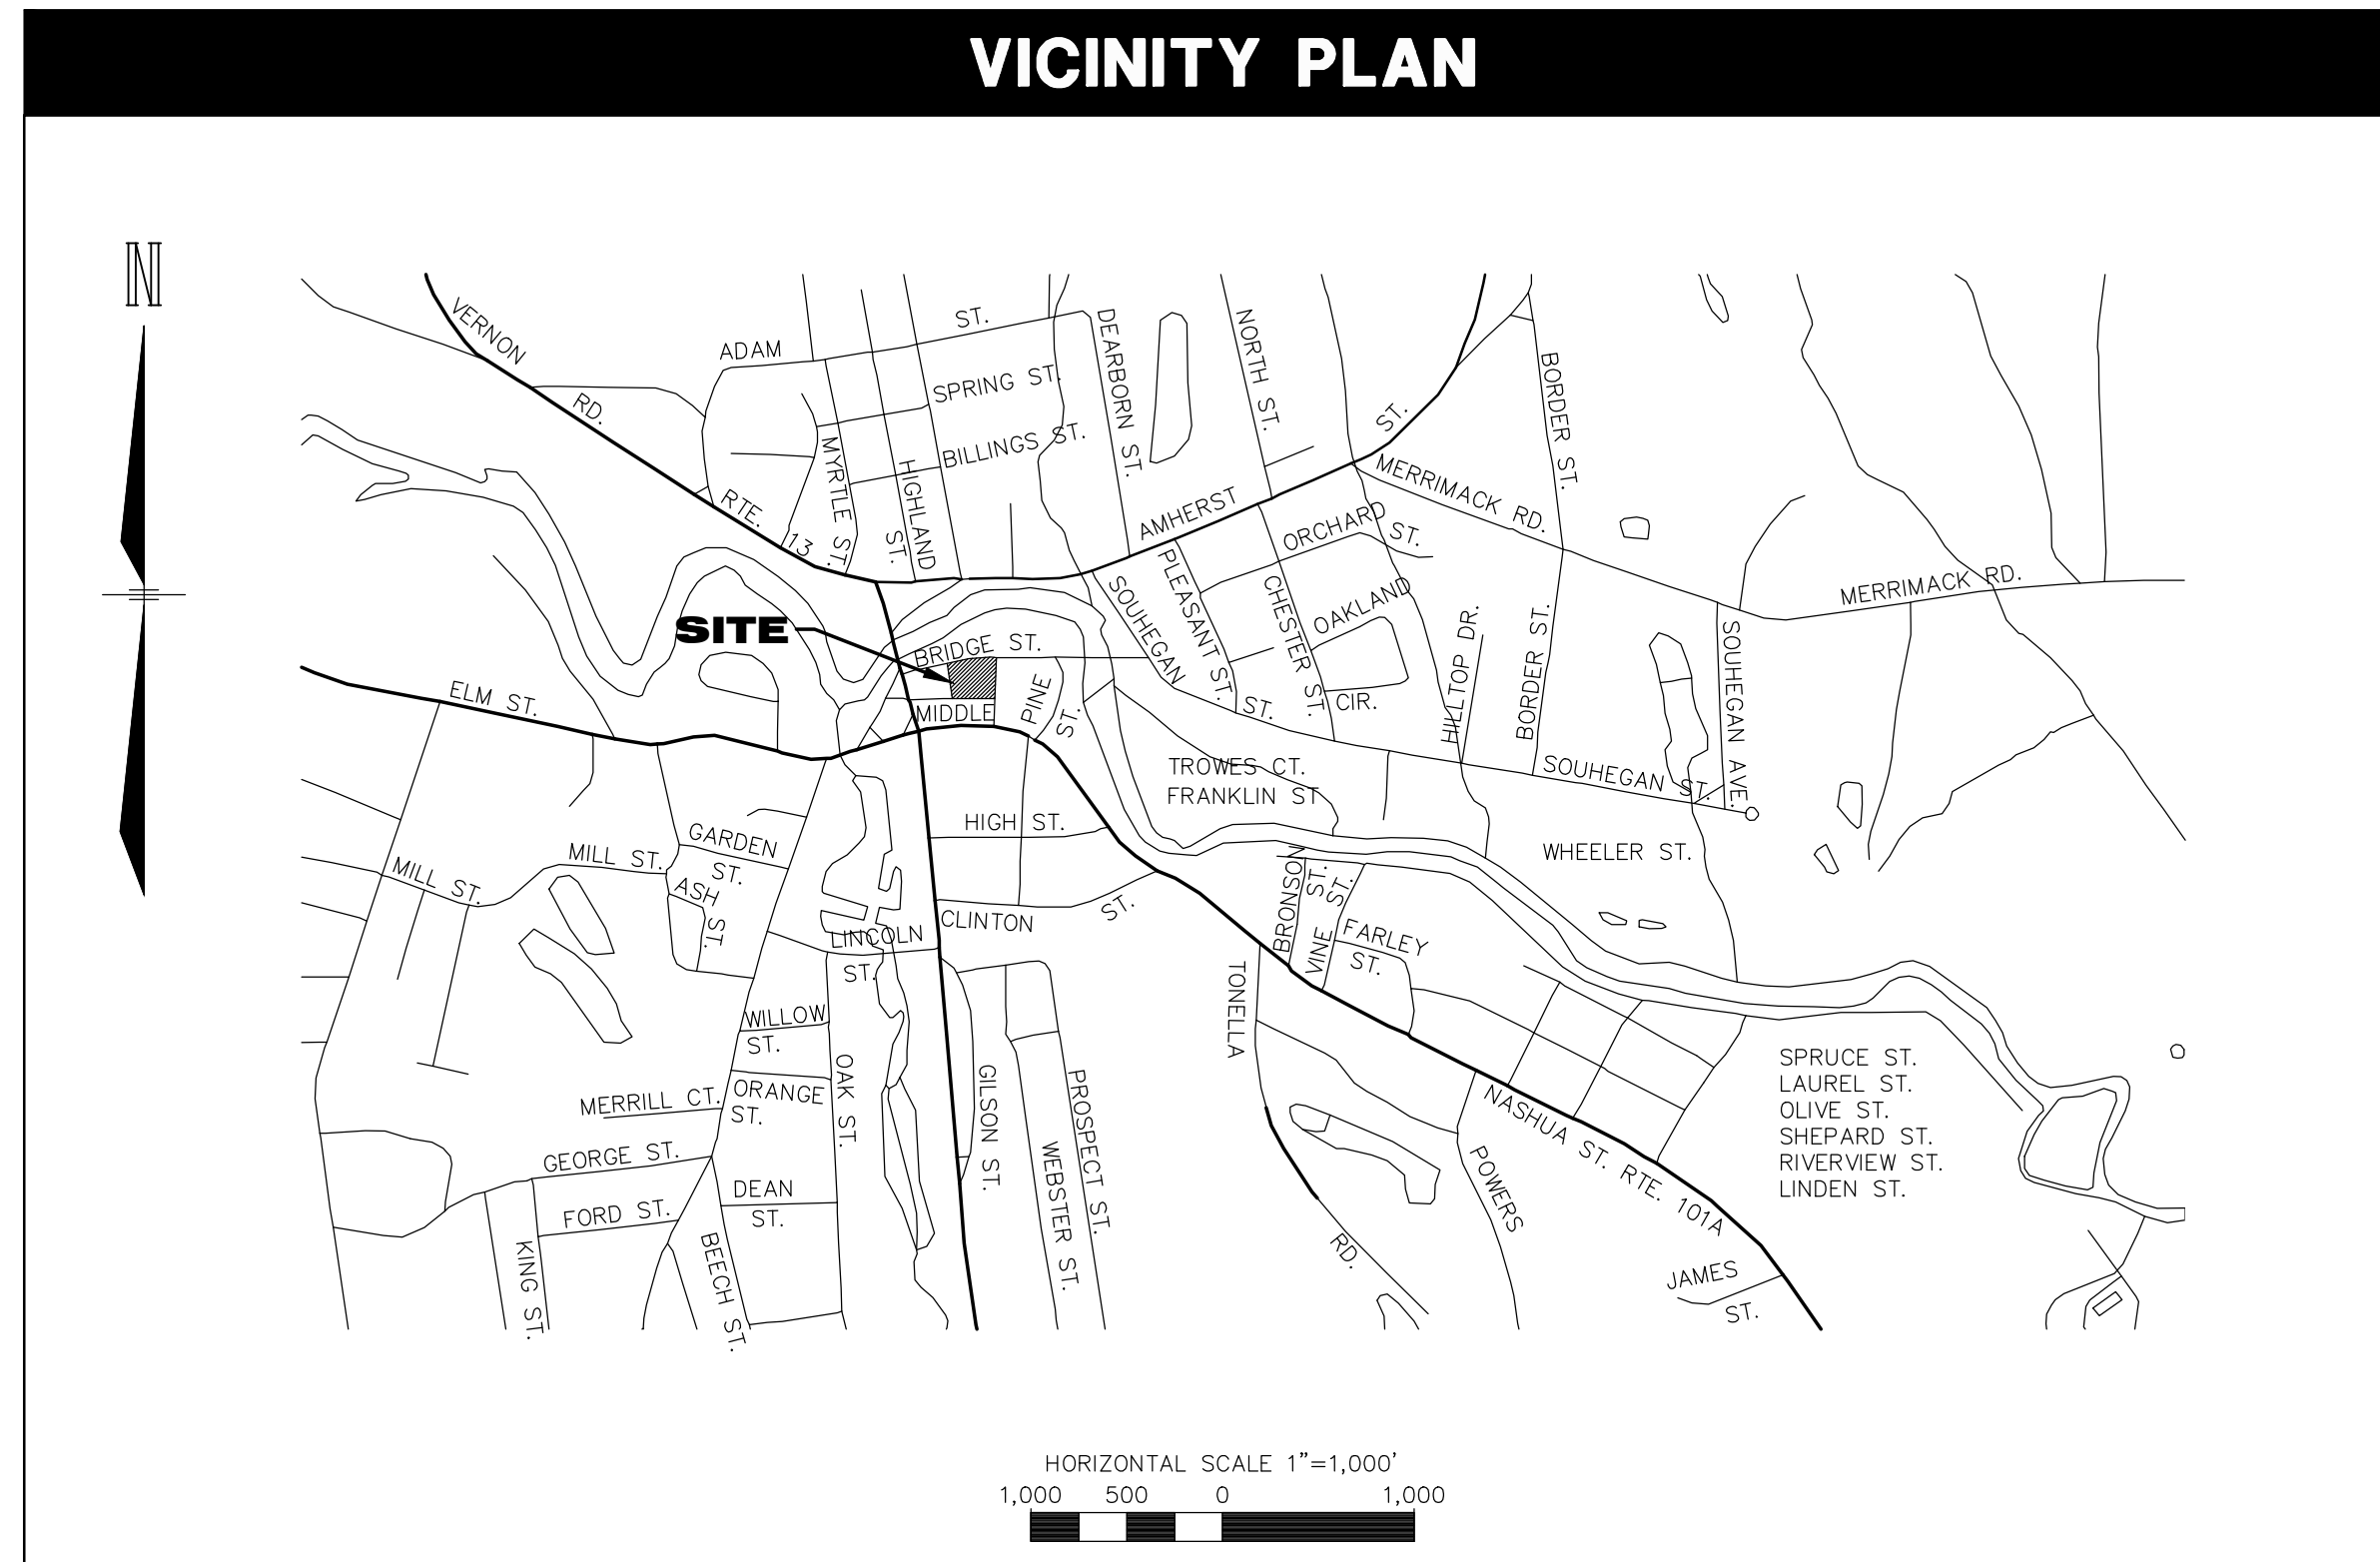 VICINITY PLAN
N
VERNON
RD.
RTE.
13
ADAM
ST.
SPRING ST.
BILLINGS ST.
MYRTLE ST.
HIGHLAND
ST.
DEARBORN ST.
NORTH ST.
AMHERST
ST.
BORDER ST.
MERRIMACK RD.
MERRIMACK RD.
ORCHARD
ST.
OAKLAND
CIR.
CHESTER ST.
PLEASANT ST.
SOUHEGAN
ST.
HILLTOP DR.
BORDER ST.
SOUHEGAN AVE.
SOUHEGAN ST.
SITE
BRIDGE ST.
MIDDLE
PINE
ST.
ELM ST.
TROWES CT.
FRANKLIN ST
HIGH ST.
WHEELER ST.
GARDEN
ST.
MILL ST.
MILL ST.
ASH
ST.
CLINTON
ST.
LINCOLN
ST.
BRONSON
ST.
VINE
ST.
FARLEY
ST.
TONELLA
RD.
WILLOW
ST.
OAK ST.
ORANGE
ST.
MERRILL CT.
GEORGE ST.
DEAN
ST.
FORD ST.
KING ST.
BEECH ST.
GILSON ST.
WEBSTER ST.
PROSPECT ST.
POWERS
NASHUA ST. RTE. 101A
JAMES
ST.
SPRUCE ST.
LAUREL ST.
OLIVE ST.
SHEPARD ST.
RIVERVIEW ST.
LINDEN ST.
HORIZONTAL SCALE 1"=1,000'
1,000 500 0 1,000